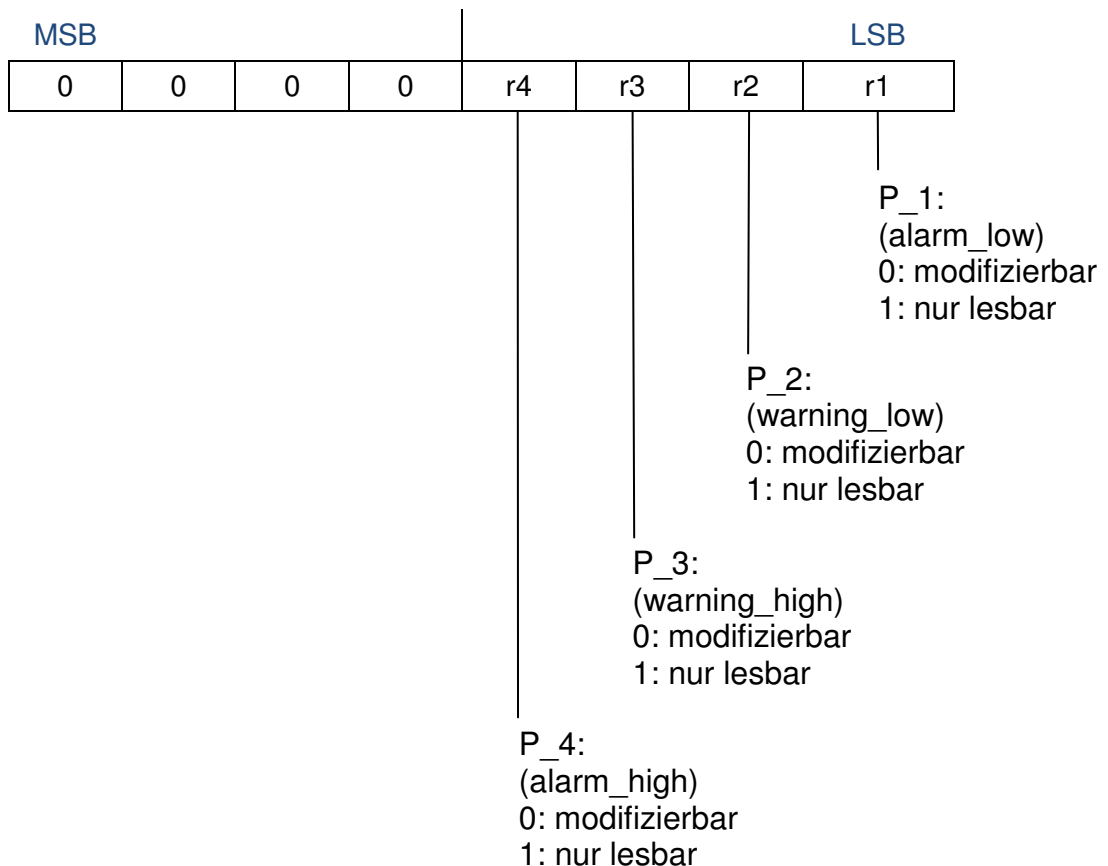 MSB LSB
0 0 0 0 r4 r3 r2 r1
P_1:
(alarm_low)
0: modifizierbar
1: nur lesbar
P_2:
(warning_low)
0: modifizierbar
1: nur lesbar
P_3:
(warning_high)
0: modifizierbar
1: nur lesbar
P_4:
(alarm_high)
0: modifizierbar
1: nur lesbar